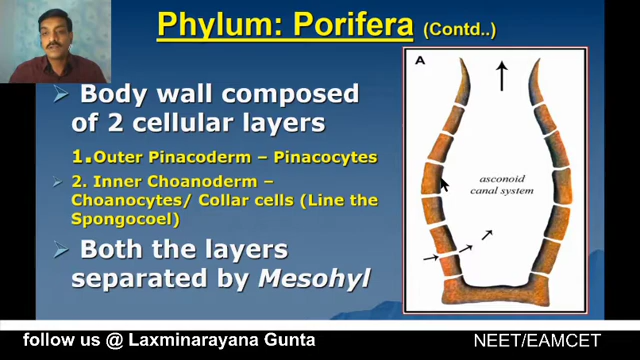 Phylum: Porifera (Contd..)
Body wall composed
of 2 cellular layers
1.Outer Pinacoderm – Pinacocytes
2. Inner Choanoderm –
Choanocytes/ Collar cells (Line the
Spongocoel)
Both the layers
separated by Mesohyl
A
asconoid
canal system
follow us @ Laxminarayana Gunta
NEET/EAMCET